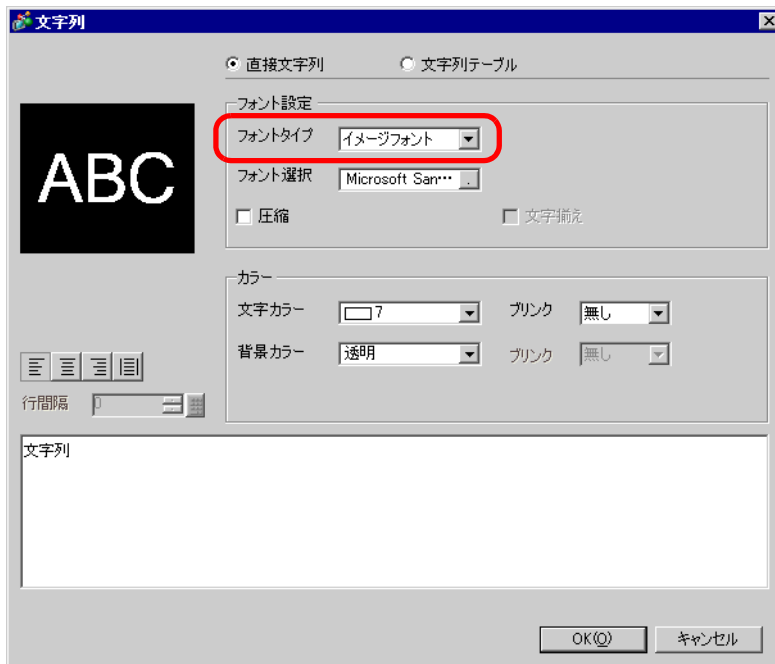 文字列
直接文字列 文字列テーブル
フォント設定
フォントタイプ イメージフォント
ABC
フォント選択 Microsoft San… .
圧縮 文字揃え
カラー
文字カラー 7 ブリンク 無し
背景カラー 透明 ブリンク 無し
行間隔 0
文字列
OK(O) キャンセル